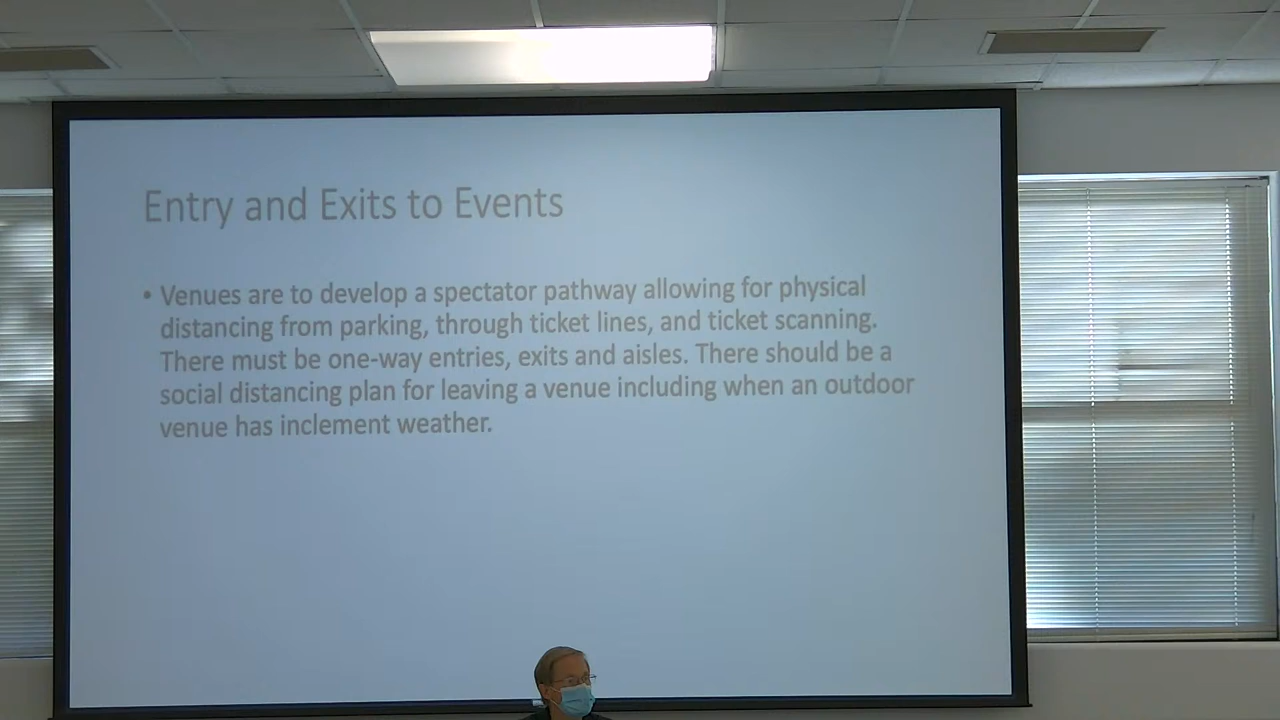 Entry and Exits to Events
• Venues are to develop a spectator pathway allowing for physical
distancing from parking, through ticket lines, and ticket scanning.
There must be one-way entries, exits and aisles. There should be a
social distancing plan for leaving a venue including when an outdoor
venue has inclement weather.